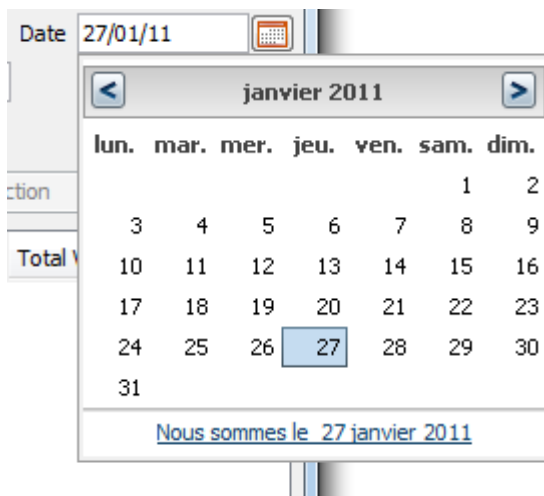 Date 27/01/11
< janvier 2011 >
lun. mar. mer. jeu. ven. sam. dim.
1 2
ction
3 4 5 6 7 8 9
Total
10 11 12 13 14 15 16
17 18 19 20 21 22 23
24 25 26 27 28 29 30
31
Nous sommes le 27 janvier 2011